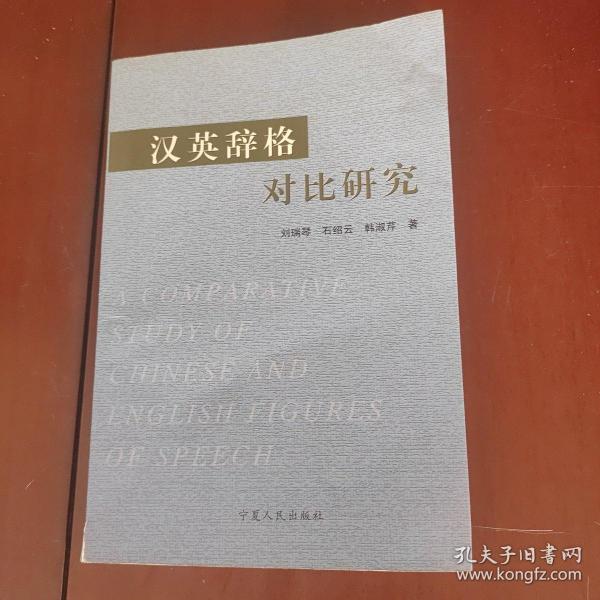 汉英辞格
对比研究
刘瑞琴 石绍云 韩淑芹 著
A COMPARATIVE
STUDY OF
CHINESE AND
ENGLISH FIGURES
OF SPEECH
宁夏人民出版社
孔夫子旧书网
www.kongfz.com